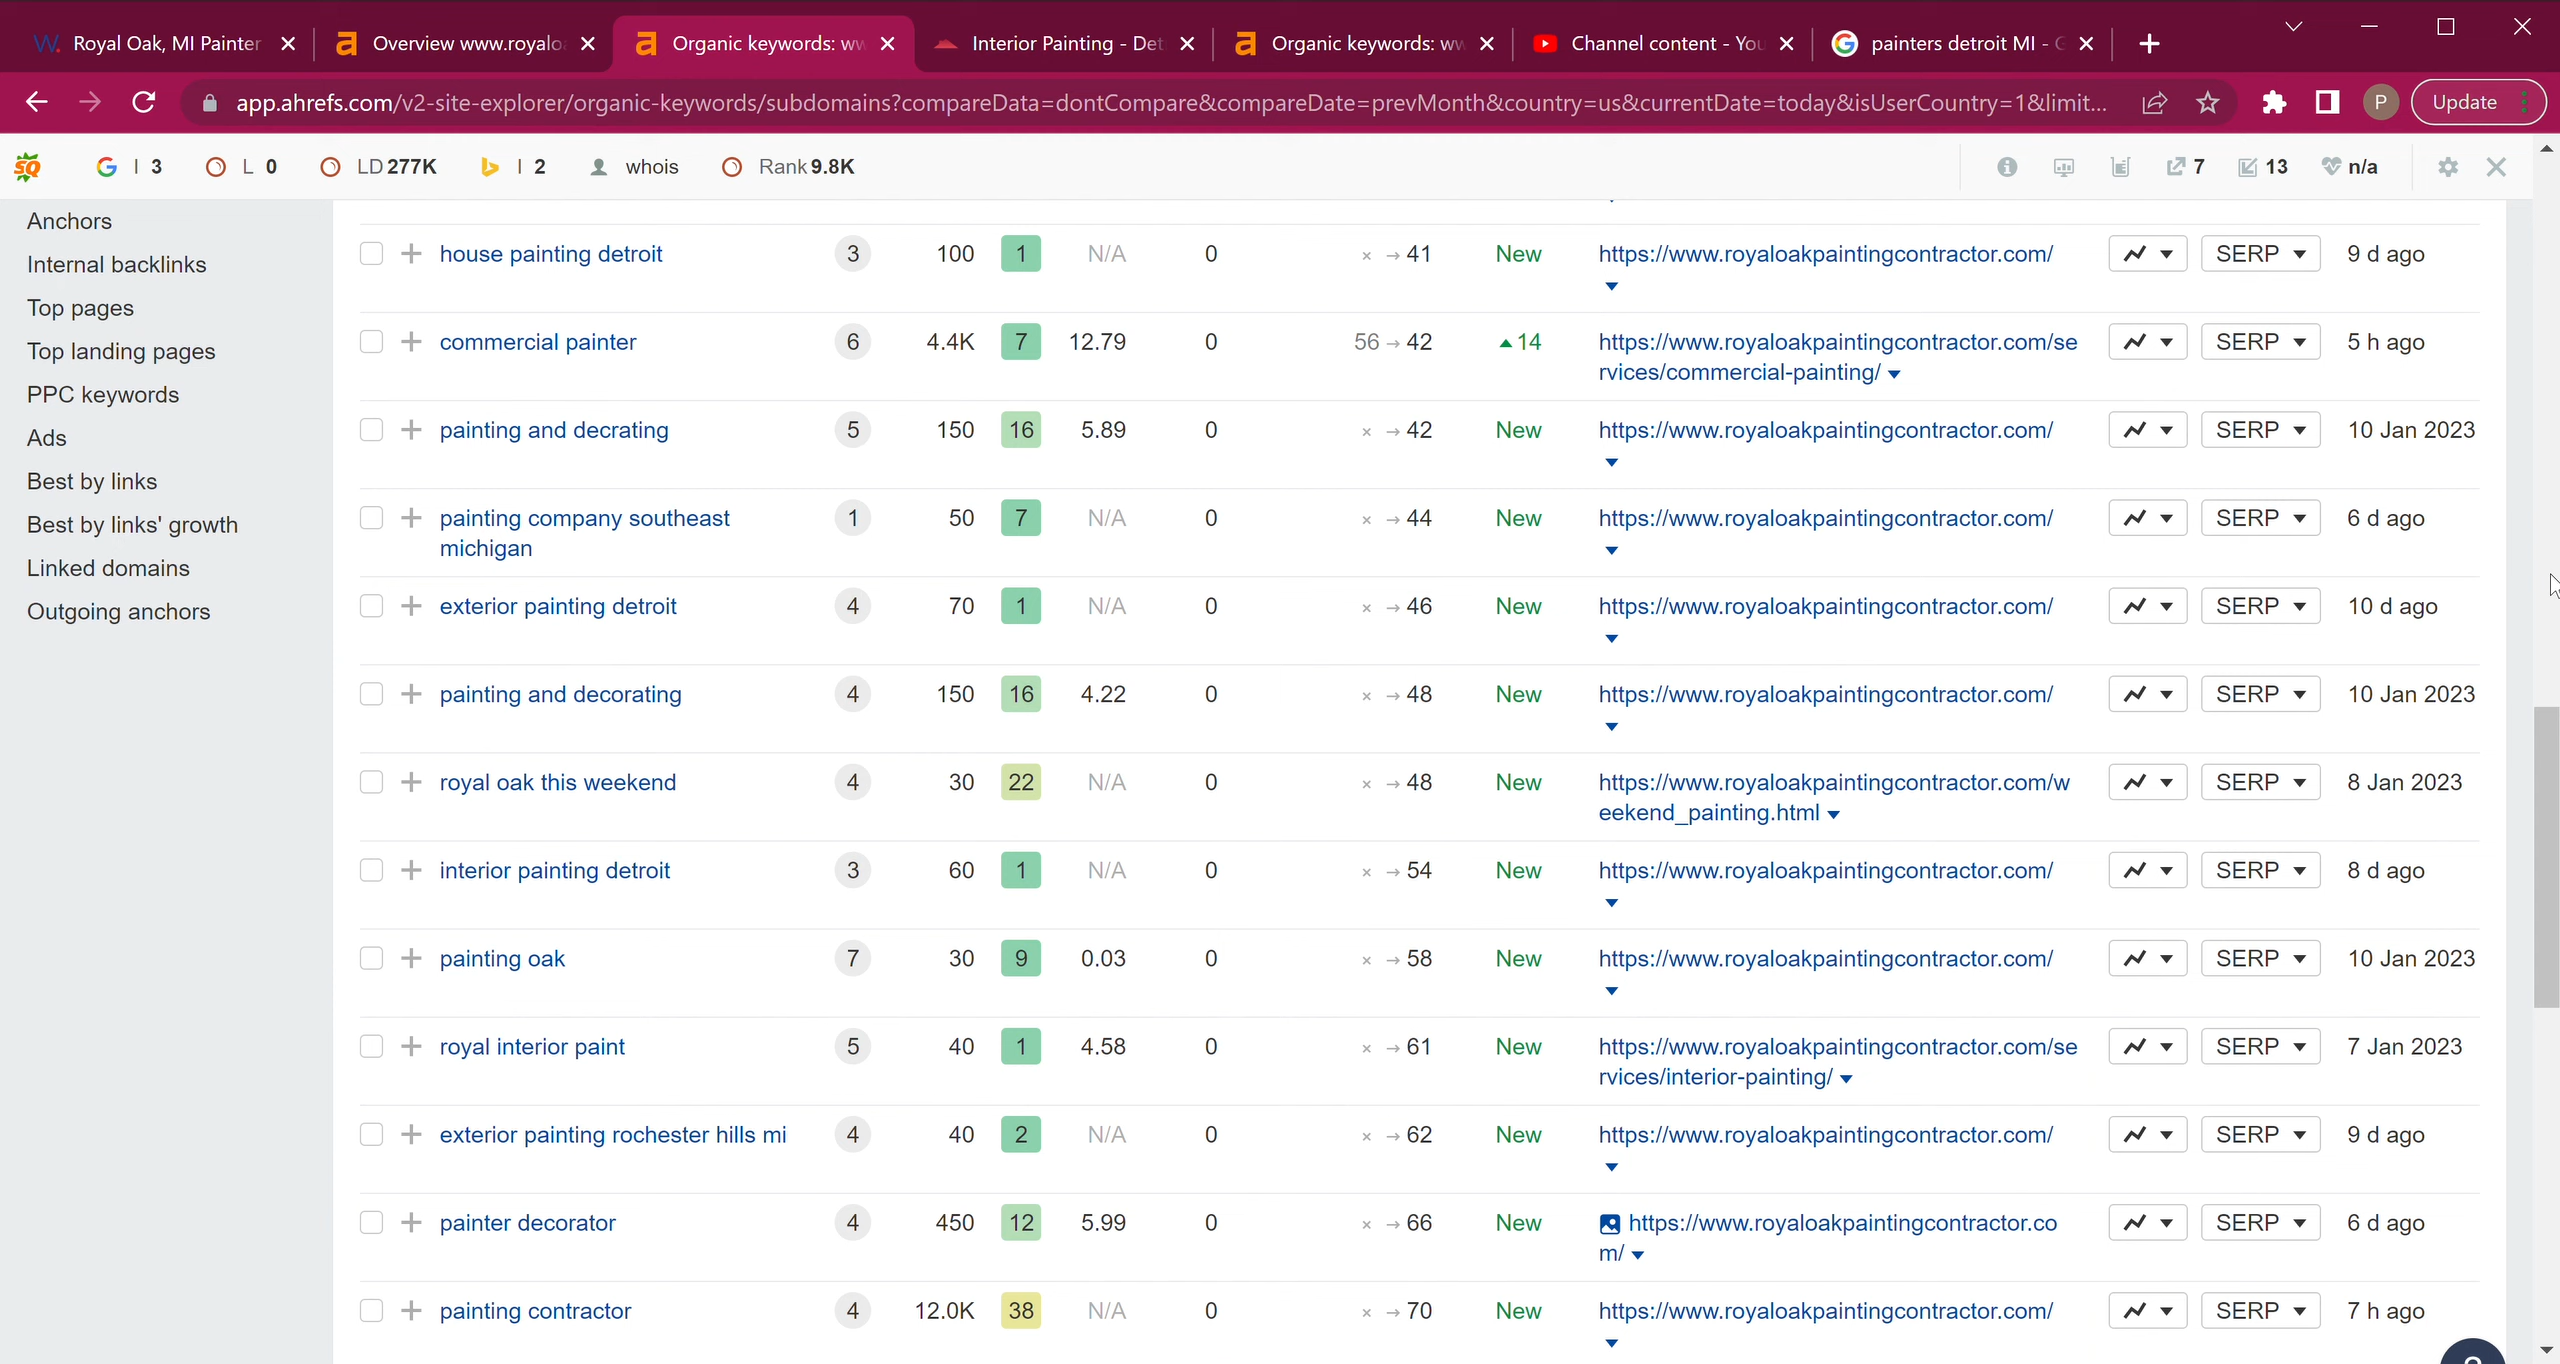 Royal Oak, MI Painter
Overview www.royalo
Organic keywords: ww
Interior Painting - Det
Organic keywords: ww
Channel content - You
painters detroit MI - G
app.ahrefs.com/v2-site-explorer/organic-keywords/subdomains?compareData=dontCompare&compareDate=prevMonth&country=us&currentDate=today&isUserCountry=1&limit...
P
Update
SQ I 3 L 0 LD 277K I 2 whois Rank 9.8K 7 13 n/a
Anchors
Internal backlinks
Top pages
Top landing pages
PPC keywords
Ads
Best by links
Best by links' growth
Linked domains
Outgoing anchors
house painting detroit 3 100 1 N/A 0 × → 41 New https://www.royaloakpaintingcontractor.com/ SERP 9 d ago
commercial painter 6 4.4K 7 12.79 0 56 → 42 14 https://www.royaloakpaintingcontractor.com/se SERP 5 h ago
rvices/commercial-painting/
painting and decrating 5 150 16 5.89 0 × → 42 New https://www.royaloakpaintingcontractor.com/ SERP 10 Jan 2023
painting company southeast 1 50 7 N/A 0 × → 44 New https://www.royaloakpaintingcontractor.com/ SERP 6 d ago
michigan
exterior painting detroit 4 70 1 N/A 0 × → 46 New https://www.royaloakpaintingcontractor.com/ SERP 10 d ago
painting and decorating 4 150 16 4.22 0 × → 48 New https://www.royaloakpaintingcontractor.com/ SERP 10 Jan 2023
royal oak this weekend 4 30 22 N/A 0 × → 48 New https://www.royaloakpaintingcontractor.com/w SERP 8 Jan 2023
eekend_painting.html
interior painting detroit 3 60 1 N/A 0 × → 54 New https://www.royaloakpaintingcontractor.com/ SERP 8 d ago
painting oak 7 30 9 0.03 0 × → 58 New https://www.royaloakpaintingcontractor.com/ SERP 10 Jan 2023
royal interior paint 5 40 1 4.58 0 × → 61 New https://www.royaloakpaintingcontractor.com/se SERP 7 Jan 2023
rvices/interior-painting/
exterior painting rochester hills mi 4 40 2 N/A 0 × → 62 New https://www.royaloakpaintingcontractor.com/ SERP 9 d ago
painter decorator 4 450 12 5.99 0 × → 66 New https://www.royaloakpaintingcontractor.co SERP 6 d ago
m/
painting contractor 4 12.0K 38 N/A 0 × → 70 New https://www.royaloakpaintingcontractor.com/ SERP 7 h ago